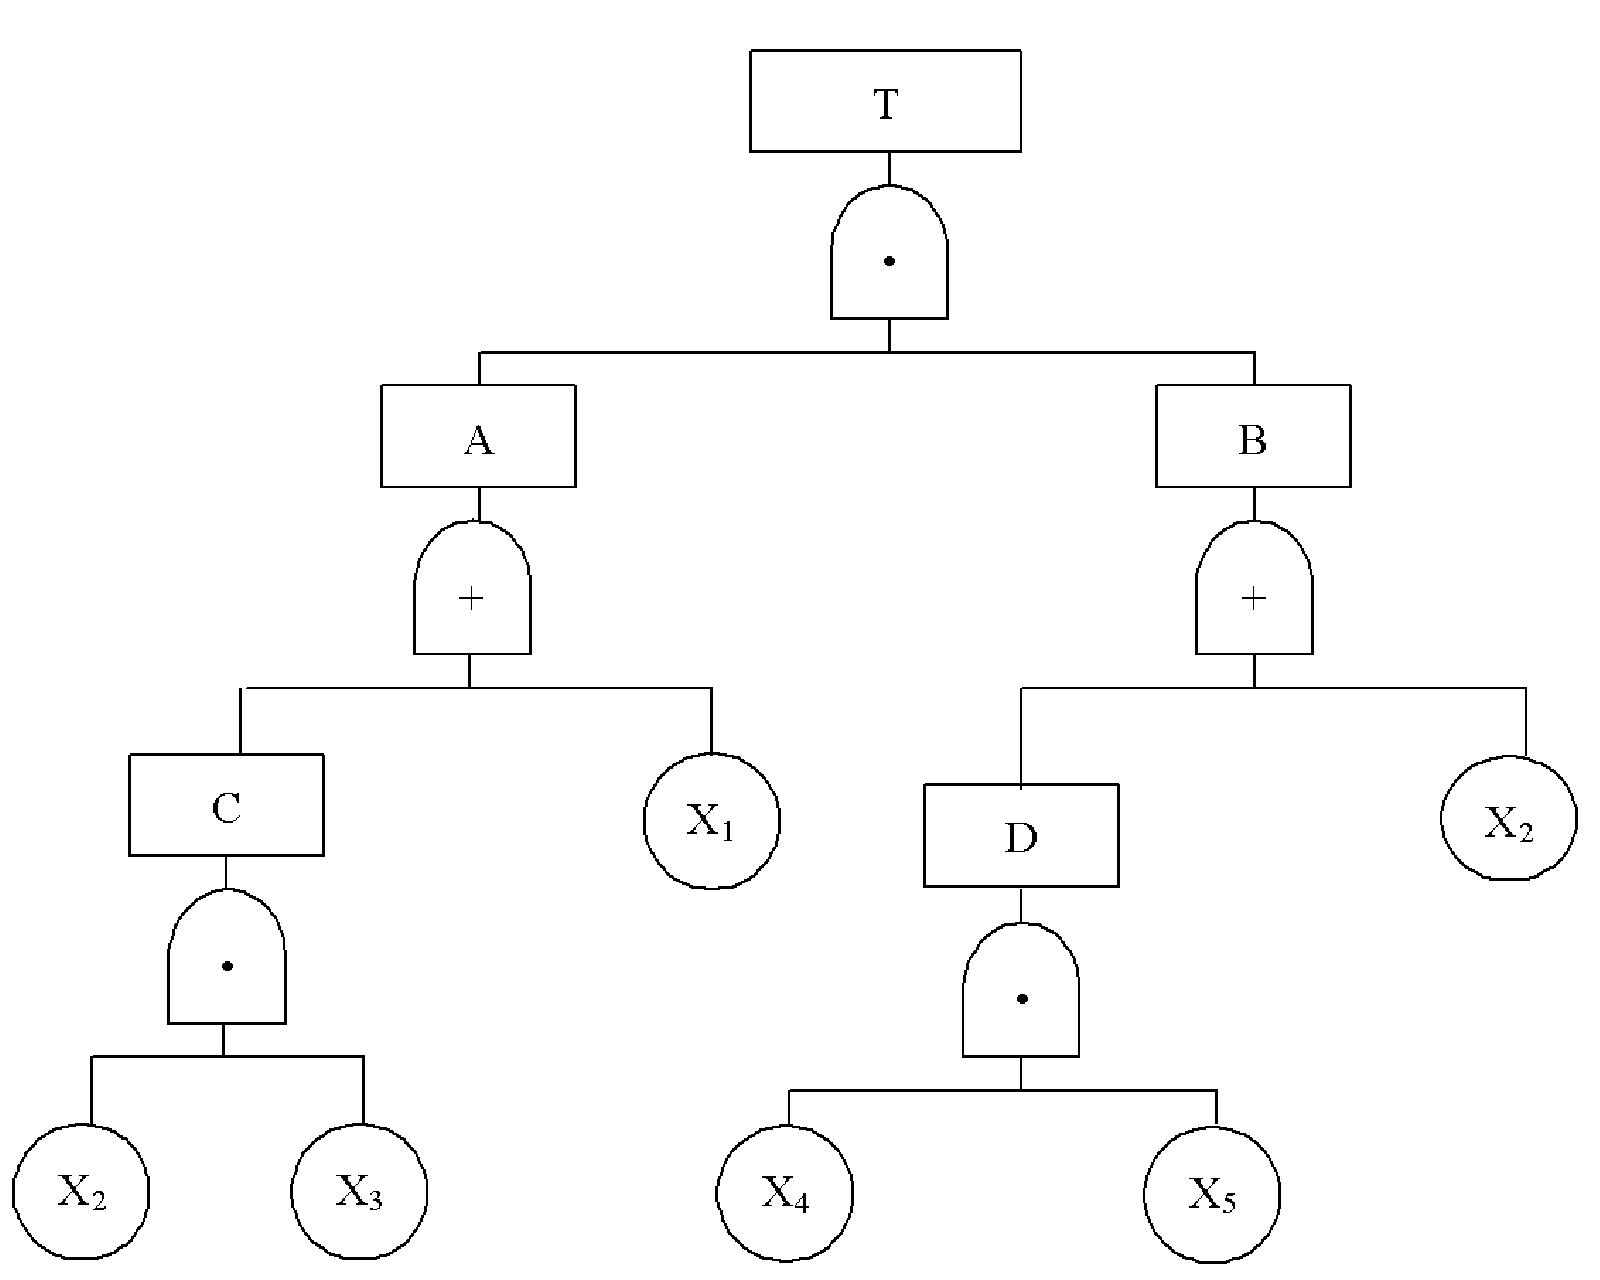 T
•
A
B
+
+
C
X₁
D
X₂
•
•
X₂
X₃
X₄
X₅